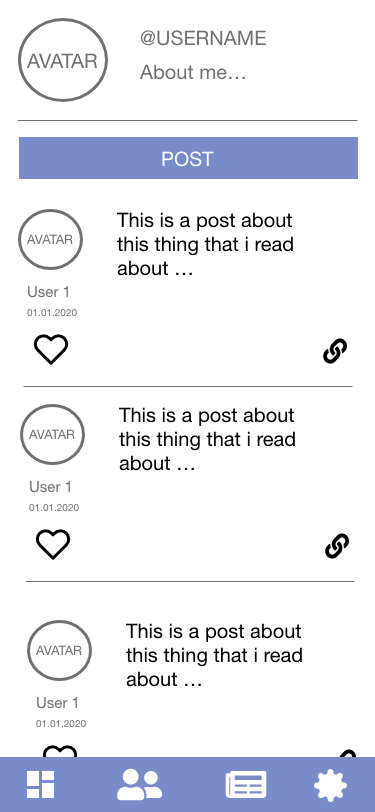 AVATAR
@USERNAME
About me...
POST
AVATAR
This is a post about
this thing that i read
about ...
User 1
01.01.2020
AVATAR
This is a post about
this thing that i read
about ...
User 1
01.01.2020
AVATAR
This is a post about
this thing that i read
about ...
User 1
01.01.2020